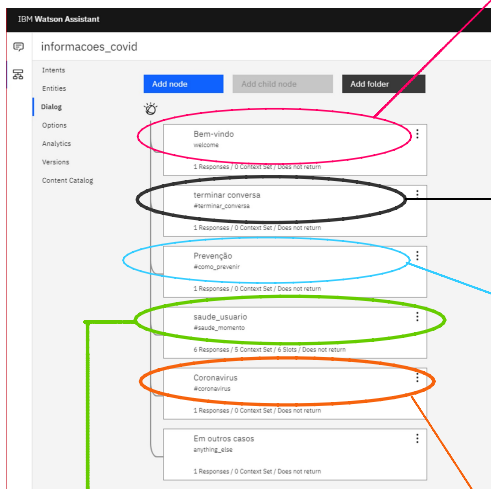 IBM Watson Assistant
informacoes_covid
Intents
Entities
Dialog
Options
Analytics
Versions
Content Catalog
Add node
Add child node
Add folder
Bem-vindo
welcome
1 Responses / 0 Context Set / Does not return
terminar conversa
#terminar_conversa
1 Responses / 0 Context Set / Does not return
Prevenção
#como_prevenir
1 Responses / 0 Context Set / Does not return
saude_usuario
#saude_momento
6 Responses / 5 Context Set / 6 Slots / Does not return
Coronavirus
#coronavirus
1 Responses / 0 Context Set / Does not return
Em outros casos
anything_else
1 Responses / 0 Context Set / Does not return